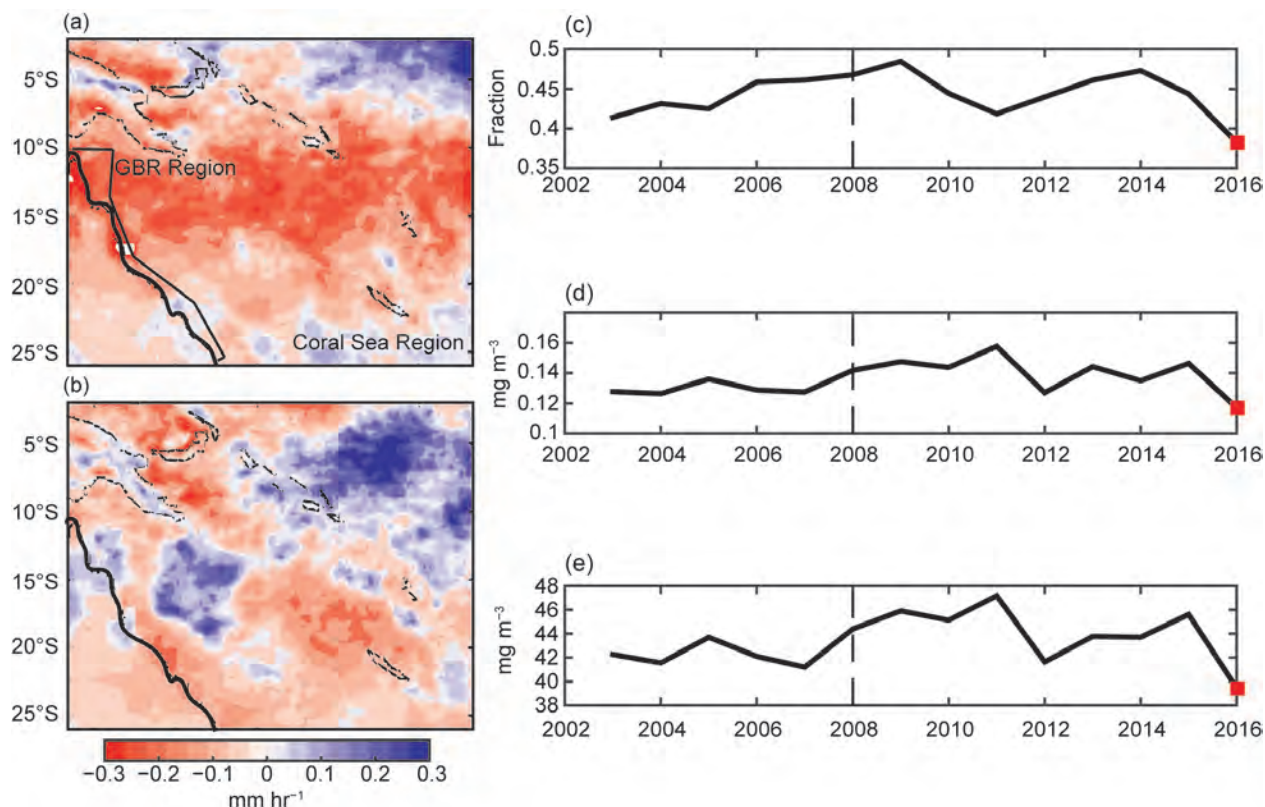 (a)
5°S
10°S
15°S
20°S
25°S
GBR Region
Coral Sea Region
(b)
5°S
10°S
15°S
20°S
25°S
−0.3 −0.2 −0.1 0 0.1 0.2 0.3
mm hr⁻¹
(c)
Fraction
0.5
0.45
0.4
0.35
2002 2004 2006 2008 2010 2012 2014 2016
(d)
mg m⁻³
0.16
0.14
0.12
0.1
2002 2004 2006 2008 2010 2012 2014 2016
(e)
mg m⁻³
48
46
44
42
40
38
2002 2004 2006 2008 2010 2012 2014 2016